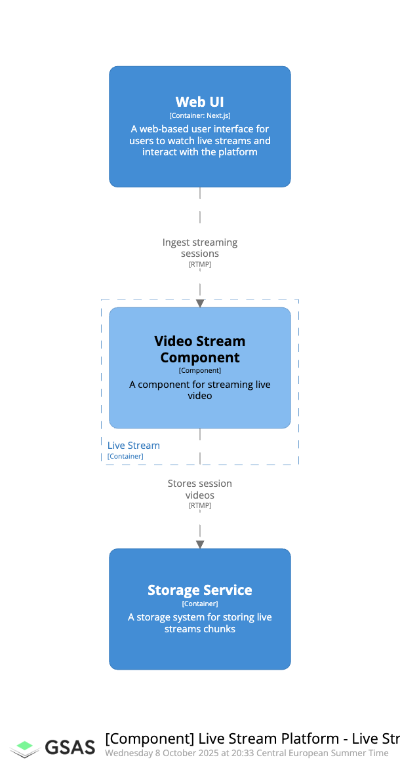 Web UI
[Container: Next.js]
A web-based user interface for
users to watch live streams and
interact with the platform
Ingest streaming
sessions
[RTMP]
Video Stream
Component
[Component]
A component for streaming live
video
Live Stream
[Container]
Stores session
videos
[RTMP]
Storage Service
[Container]
A storage system for storing live
streams chunks
GSAS
[Component] Live Stream Platform - Live Str
Wednesday 8 October 2025 at 20:33 Central European Summer Time